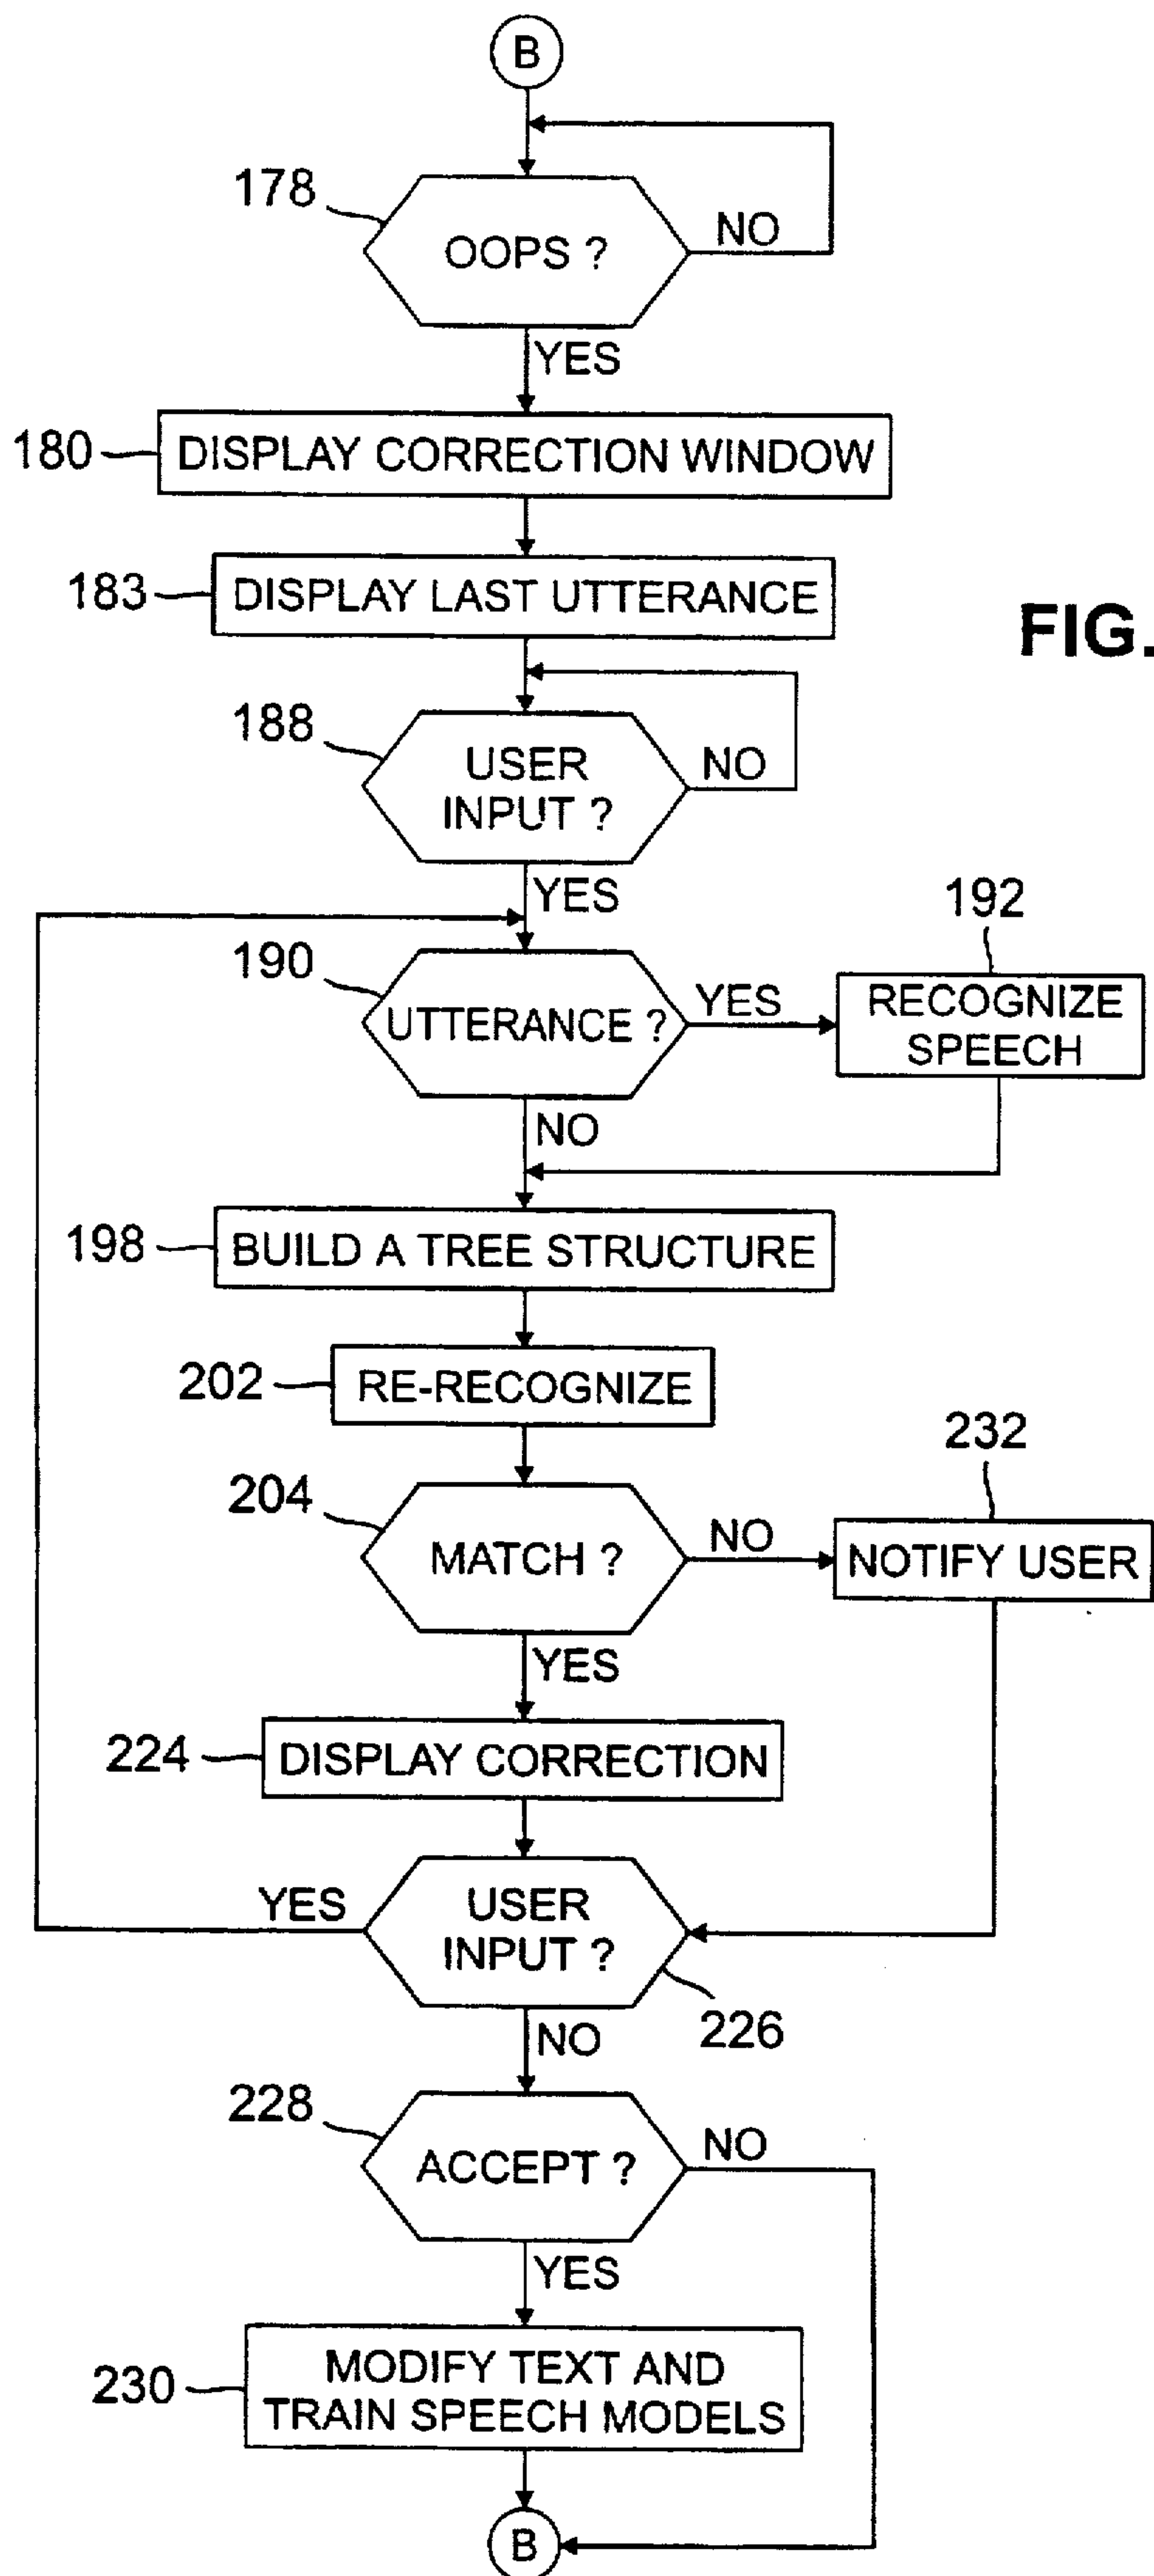 B
178
OOPS ?
NO
YES
180
DISPLAY CORRECTION WINDOW
183
DISPLAY LAST UTTERANCE
FIG.
188
USER
INPUT ?
NO
YES
192
190
UTTERANCE ?
YES
RECOGNIZE
SPEECH
NO
198
BUILD A TREE STRUCTURE
202
RE-RECOGNIZE
232
204
MATCH ?
NO
NOTIFY USER
YES
224
DISPLAY CORRECTION
YES
USER
INPUT ?
226
NO
228
ACCEPT ?
NO
YES
230
MODIFY TEXT AND
TRAIN SPEECH MODELS
B